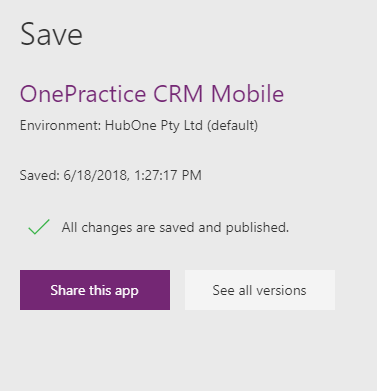 Save
OnePractice CRM Mobile
Environment: HubOne Pty Ltd (default)
Saved: 6/18/2018, 1:27:17 PM
All changes are saved and published.
Share this app
See all versions